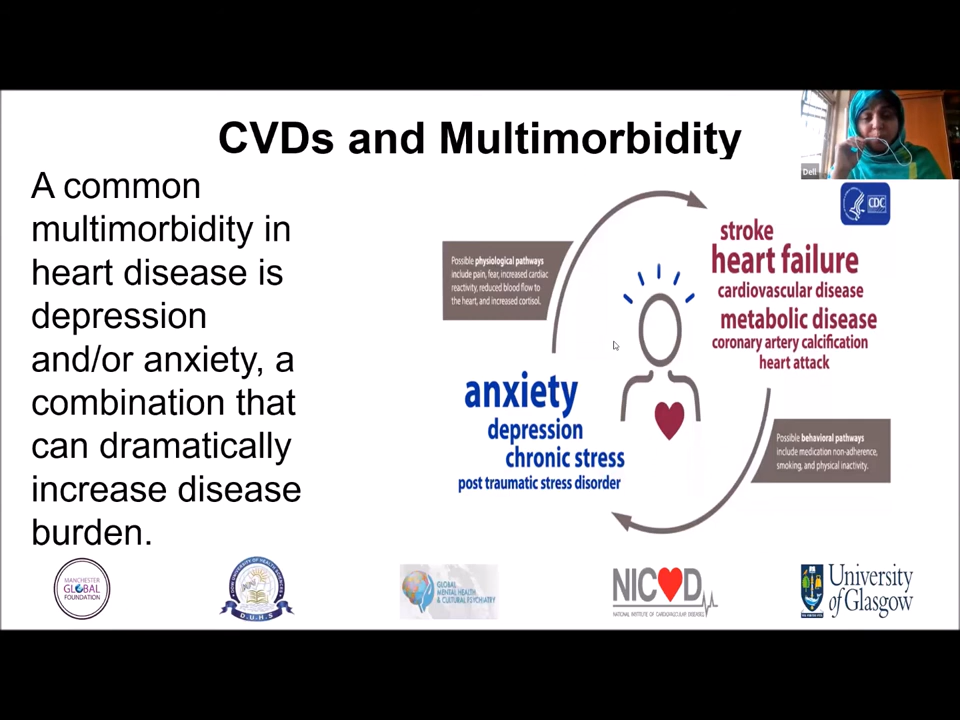 CVDs and Multimorbidity
A common
multimorbidity in
heart disease is
depression
and/or anxiety, a
combination that
can dramatically
increase disease
burden.
Possible physiological pathways
include pain, fear, increased cardiac
reactivity, reduced blood flow to
the heart, and increased cortisol.
anxiety
depression
chronic stress
post traumatic stress disorder
Deli
CDC
stroke
heart failure
cardiovascular disease
metabolic disease
coronary artery calcification
heart attack
Possible behavioral pathways
include medication non-adherence,
smoking, and physical inactivity.
MANCHESTER
GLOBAL
FOUNDATION
D.U.H.S
GLOBAL
MENTAL HEALTH
& CULTURAL PSYCHIATRY
NICVD
NATIONAL INSTITUTE OF CARDIOVASCULAR DISEASES
University
of Glasgow